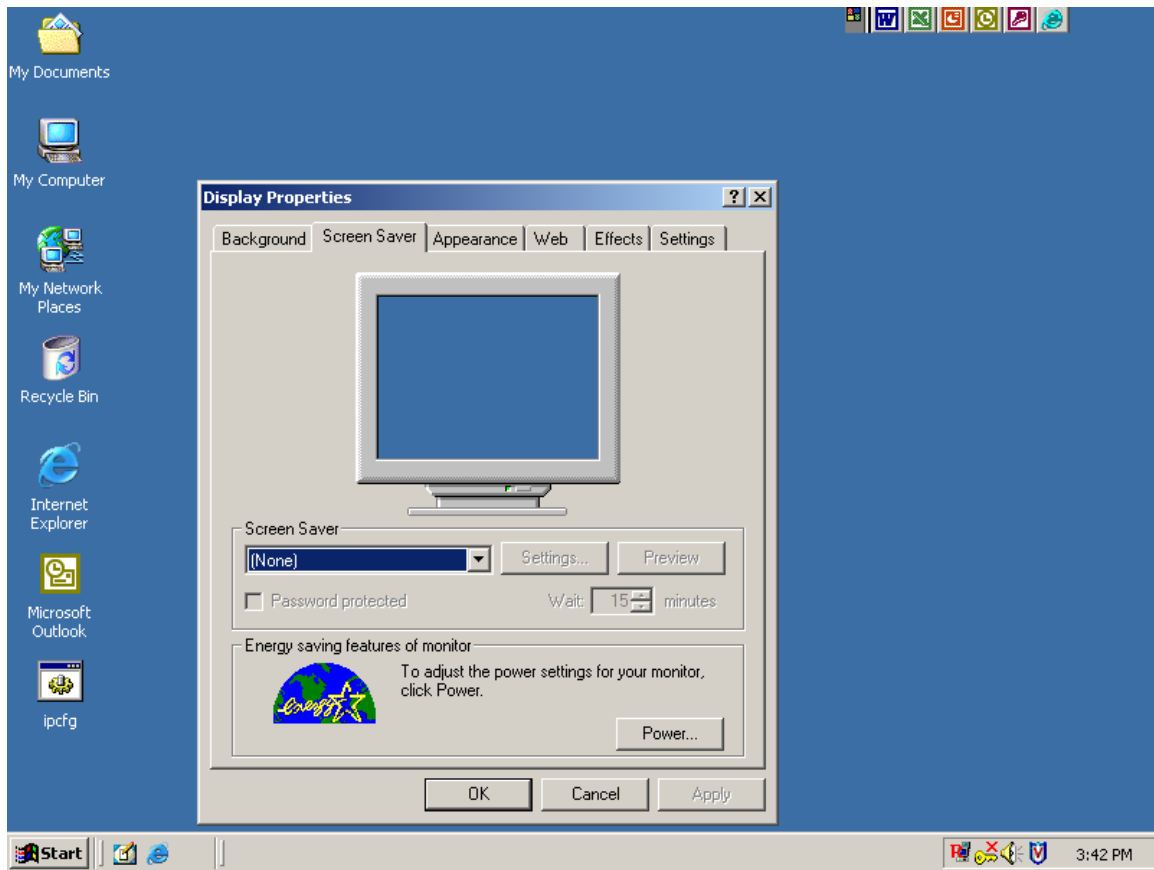 My Documents
My Computer
My Network
Places
Recycle Bin
Internet
Explorer
Microsoft
Outlook
ipcfg
Display Properties
Background Screen Saver Appearance Web Effects Settings
Screen Saver
(None) Settings... Preview
Password protected Wait: 15 minutes
Energy saving features of monitor
energy
To adjust the power settings for your monitor,
click Power.
Power...
OK Cancel Apply
Start
3:42 PM